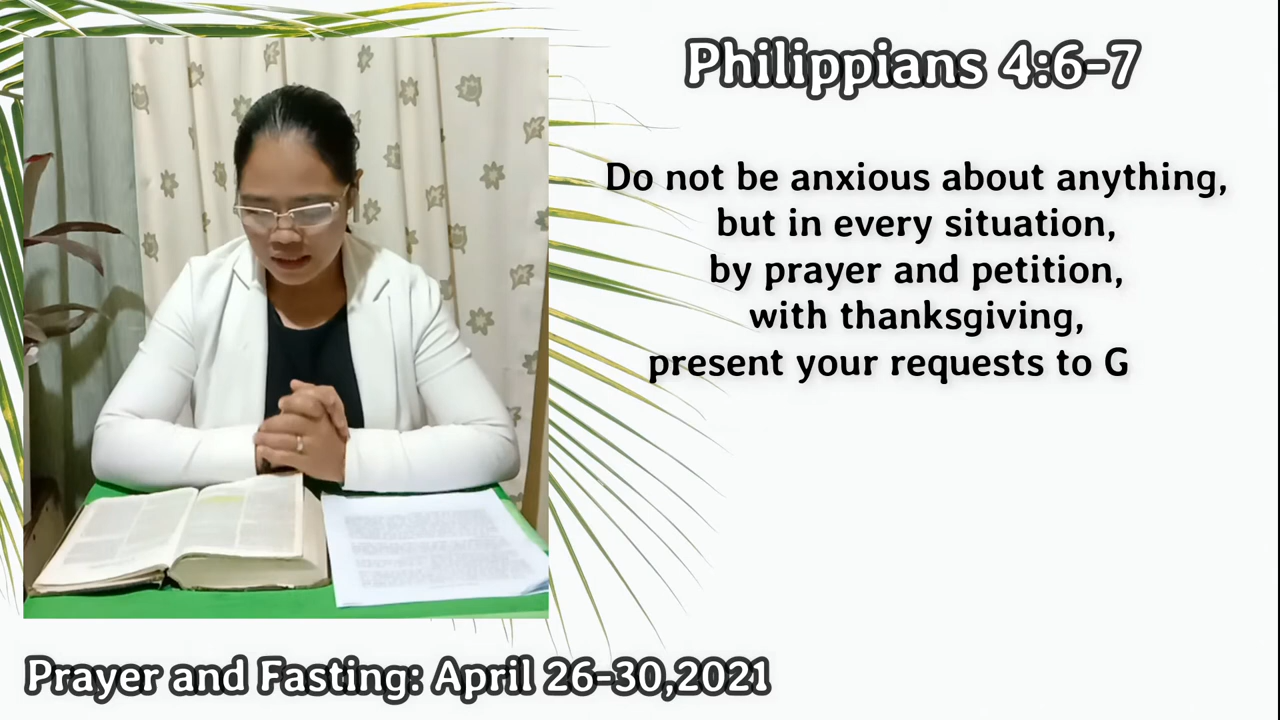 Philippians 4:6-7
Do not be anxious about anything,
but in every situation,
by prayer and petition,
with thanksgiving,
present your requests to G
Prayer and Fasting: April 26-30,2021